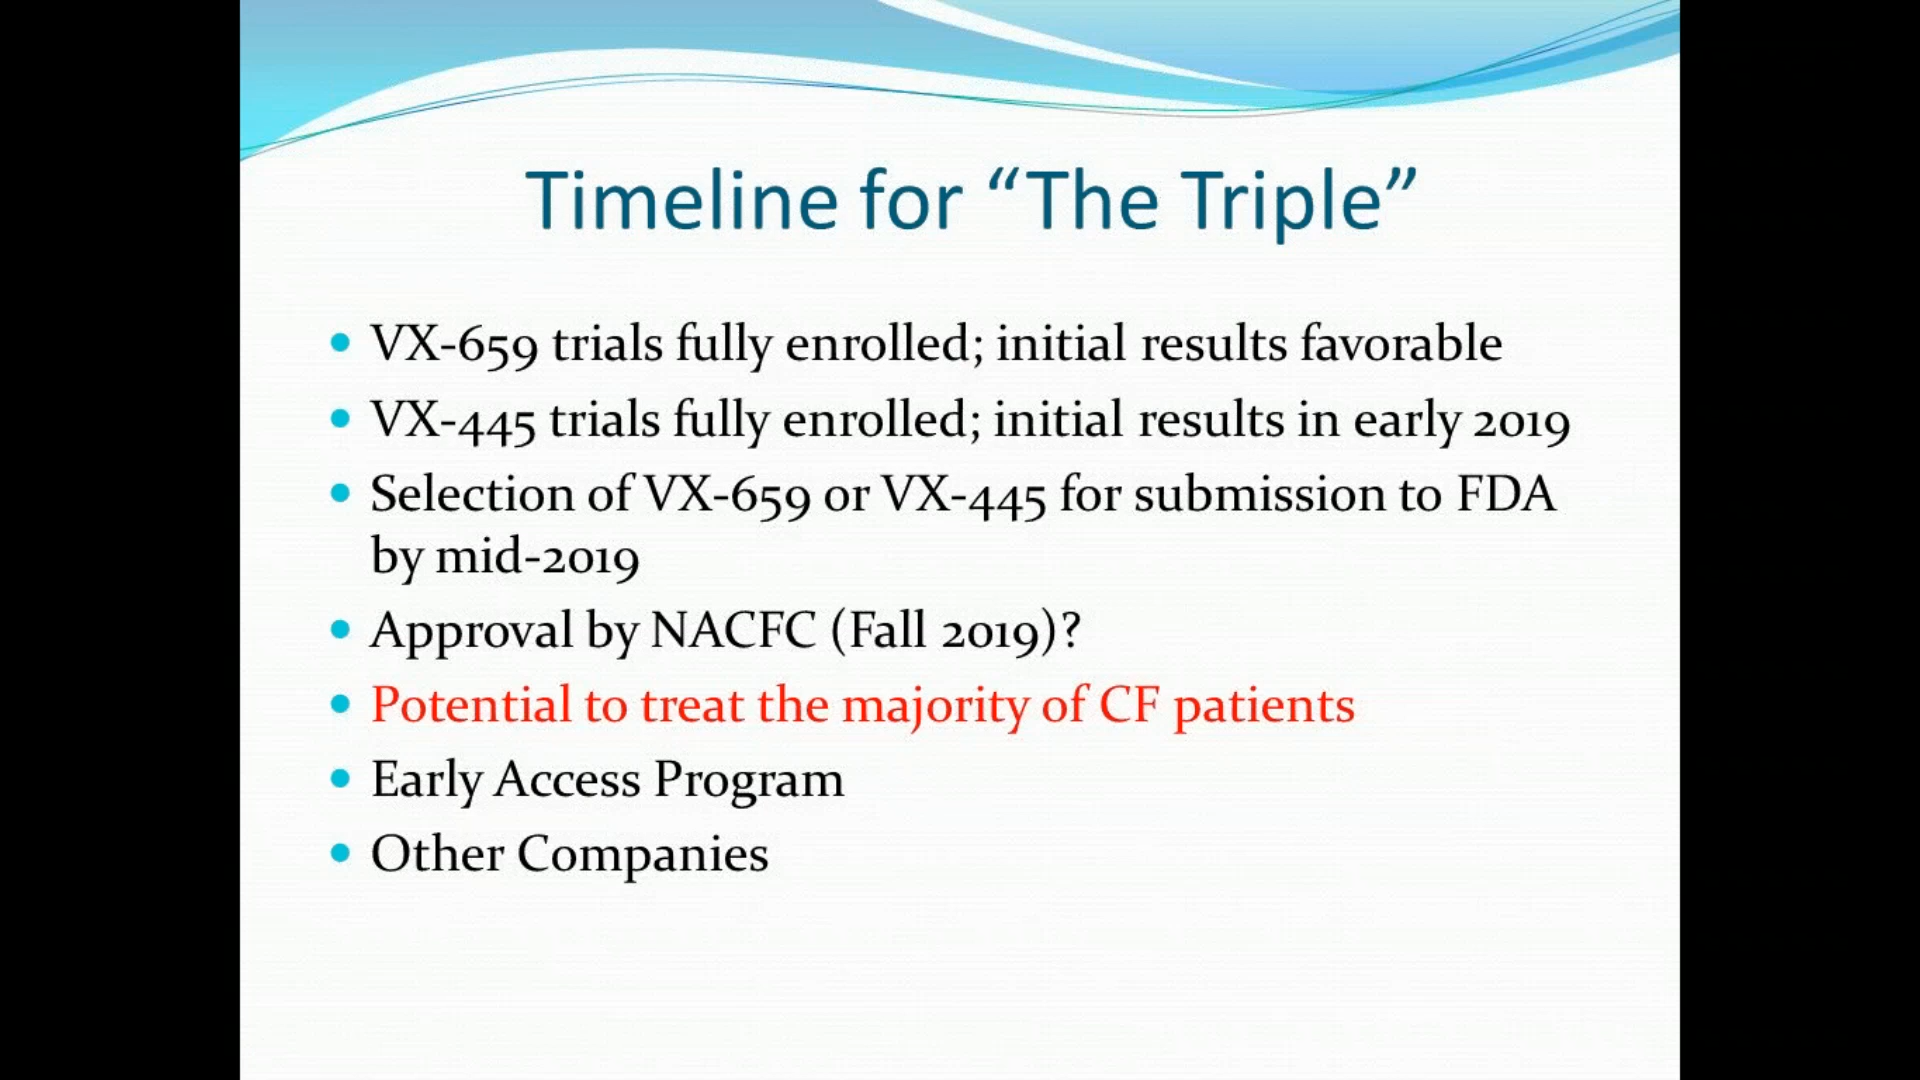 Timeline for “The Triple”
VX-659 trials fully enrolled; initial results favorable
VX-445 trials fully enrolled; initial results in early 2019
Selection of VX-659 or VX-445 for submission to FDA
by mid-2019
Approval by NACFC (Fall 2019)?
Potential to treat the majority of CF patients
Early Access Program
Other Companies